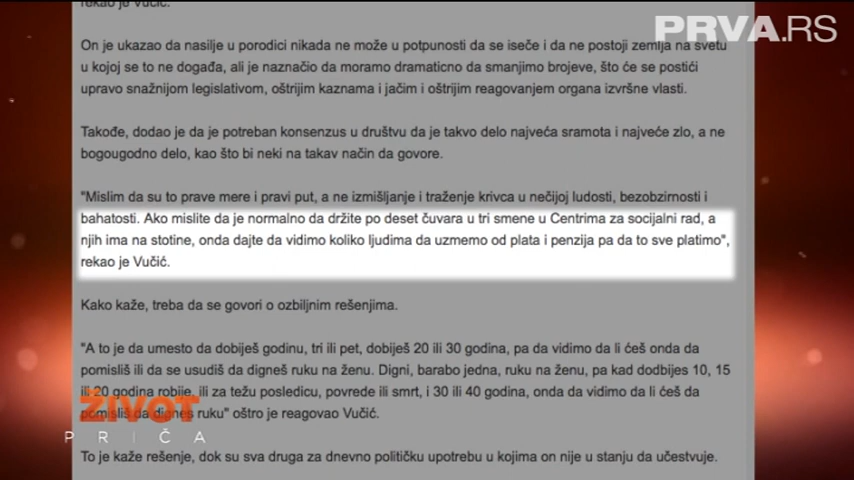 rekao je Vučić.
PRVA.RS
On je ukazao da nasilje u porodici nikada ne može u potpunosti da se iseče i da ne postoji zemlja na svetu
u kojoj se to ne događa, ali je naznačio da moramo dramatično da smanjimo brojeve, što će se postići
upravo snažnijom legislativom, oštrijim kaznama i jačim i oštrijim reagovanjem organa izvršne vlasti.
Takođe, dodao je da je potreban konsenzus u društvu da je takvo delo najveća sramota i najveće zlo, a ne
bogougodno delo, kao što bi neki na takav način da govore.
"Mislim da su to prave mere i pravi put, a ne izmišljanje i traženje krivca u nečijoj ludosti, bezobzirnosti i
bahatosti. Ako mislite da je normalno da držite po deset čuvara u tri smene u Centrima za socijalni rad, a
njih ima na stotine, onda dajte da vidimo koliko ljudima da uzmemo od plata i penzija pa da to sve platimo",
rekao je Vučić.
Kako kaže, treba da se govori o ozbiljnim rešenjima.
"A to je da umesto da dobiješ godinu, tri ili pet, dobiješ 20 ili 30 godina, pa da vidimo da li ćeš onda da
pomisliš ili da se usudiš da digneš ruku na ženu. Digni, barabo jedna, ruku na ženu, pa kad dodbijes 10, 15
ili 20 godina robije, ili za težu posledicu, povrede ili smrt, i 30 ili 40 godina, onda da vidimo da li ćeš da
pomisliš da digneš ruku" oštro je reagovao Vučić.
ŽIVOT
PRIČA
To je kaže rešenje, dok su sva druga za dnevno političku upotrebu u kojima on nije u stanju da učestvuje.